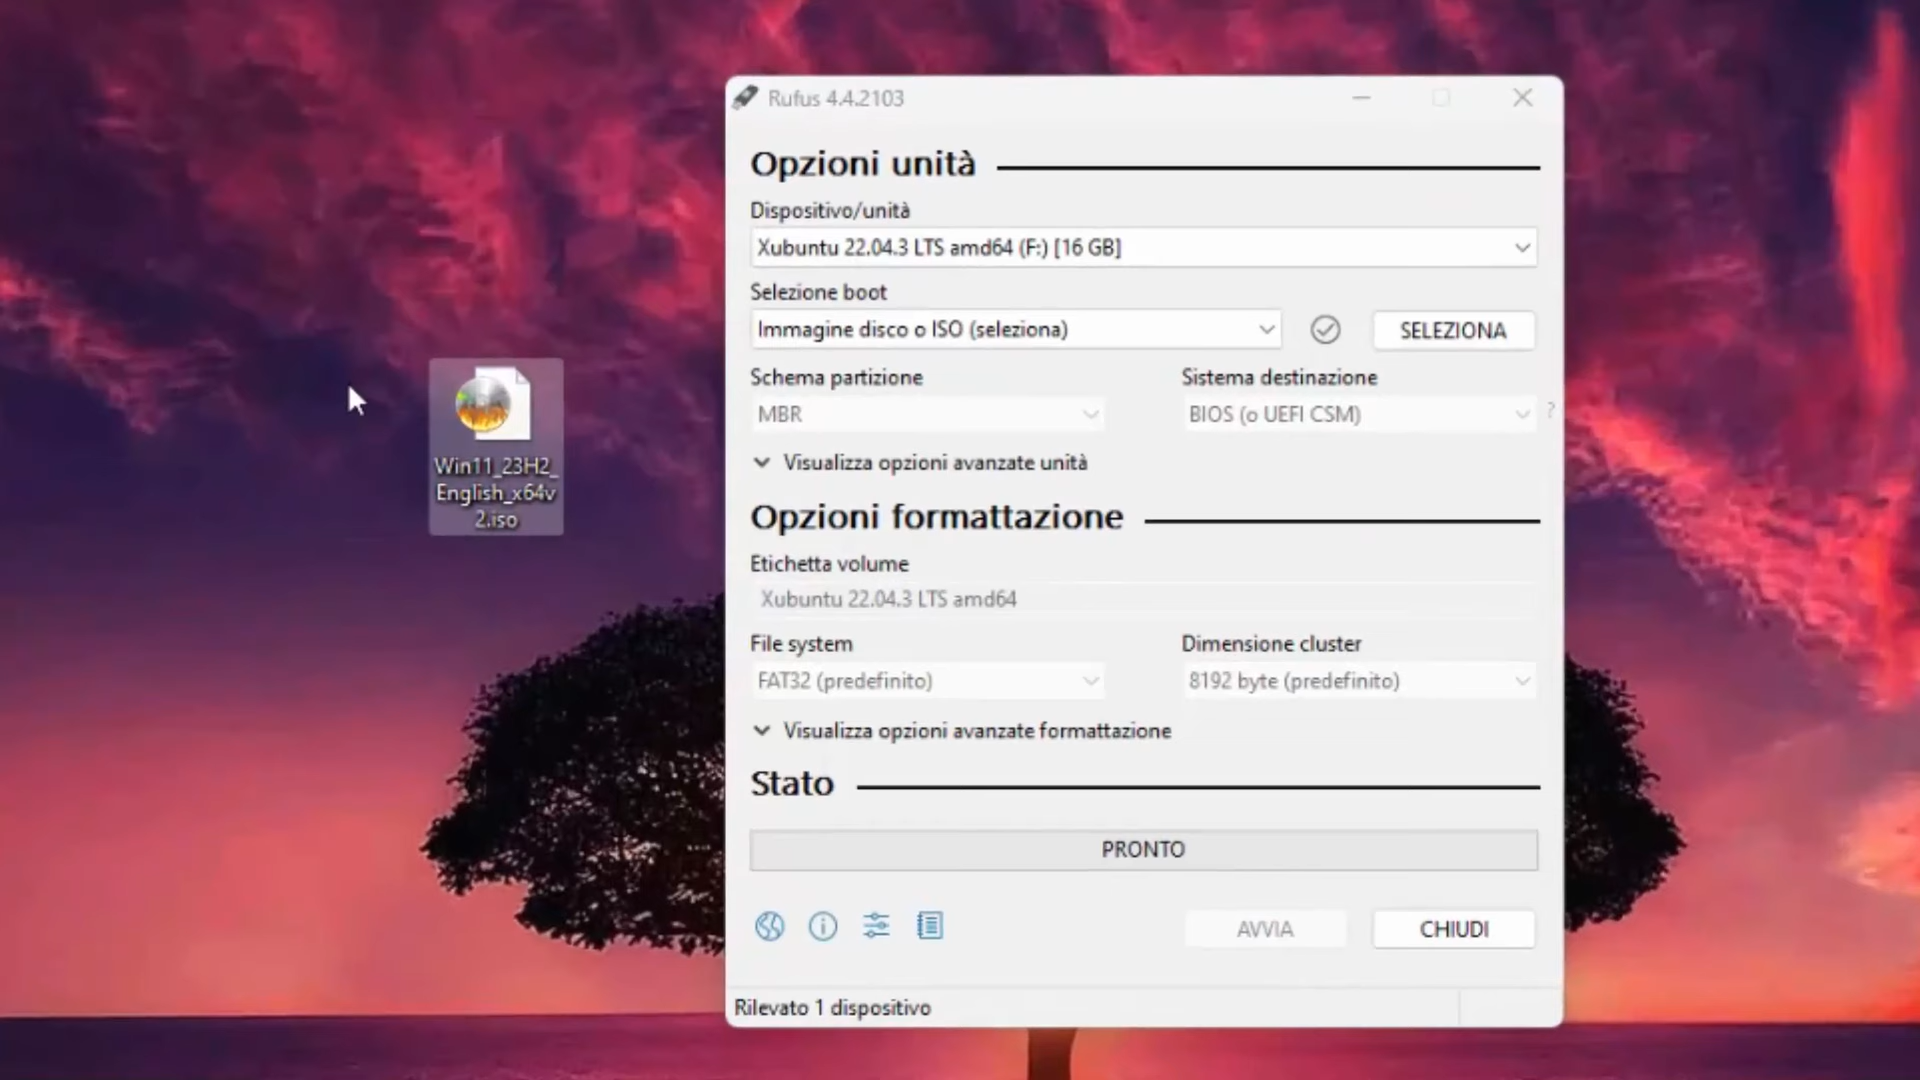 Rufus 4.4.2103
Opzioni unità
Dispositivo/unità
Xubuntu 22.04.3 LTS amd64 (F:) [16 GB]
Selezione boot
Immagine disco o ISO (seleziona)
SELEZIONA
Schema partizione
Sistema destinazione
MBR
BIOS (o UEFI CSM)
?
Visualizza opzioni avanzate unità
Opzioni formattazione
Etichetta volume
Xubuntu 22.04.3 LTS amd64
File system
Dimensione cluster
FAT32 (predefinito)
8192 byte (predefinito)
Visualizza opzioni avanzate formattazione
Stato
PRONTO
AVVIA
CHIUDI
Rilevato 1 dispositivo
Win11_23H2_
English_x64v
2.iso